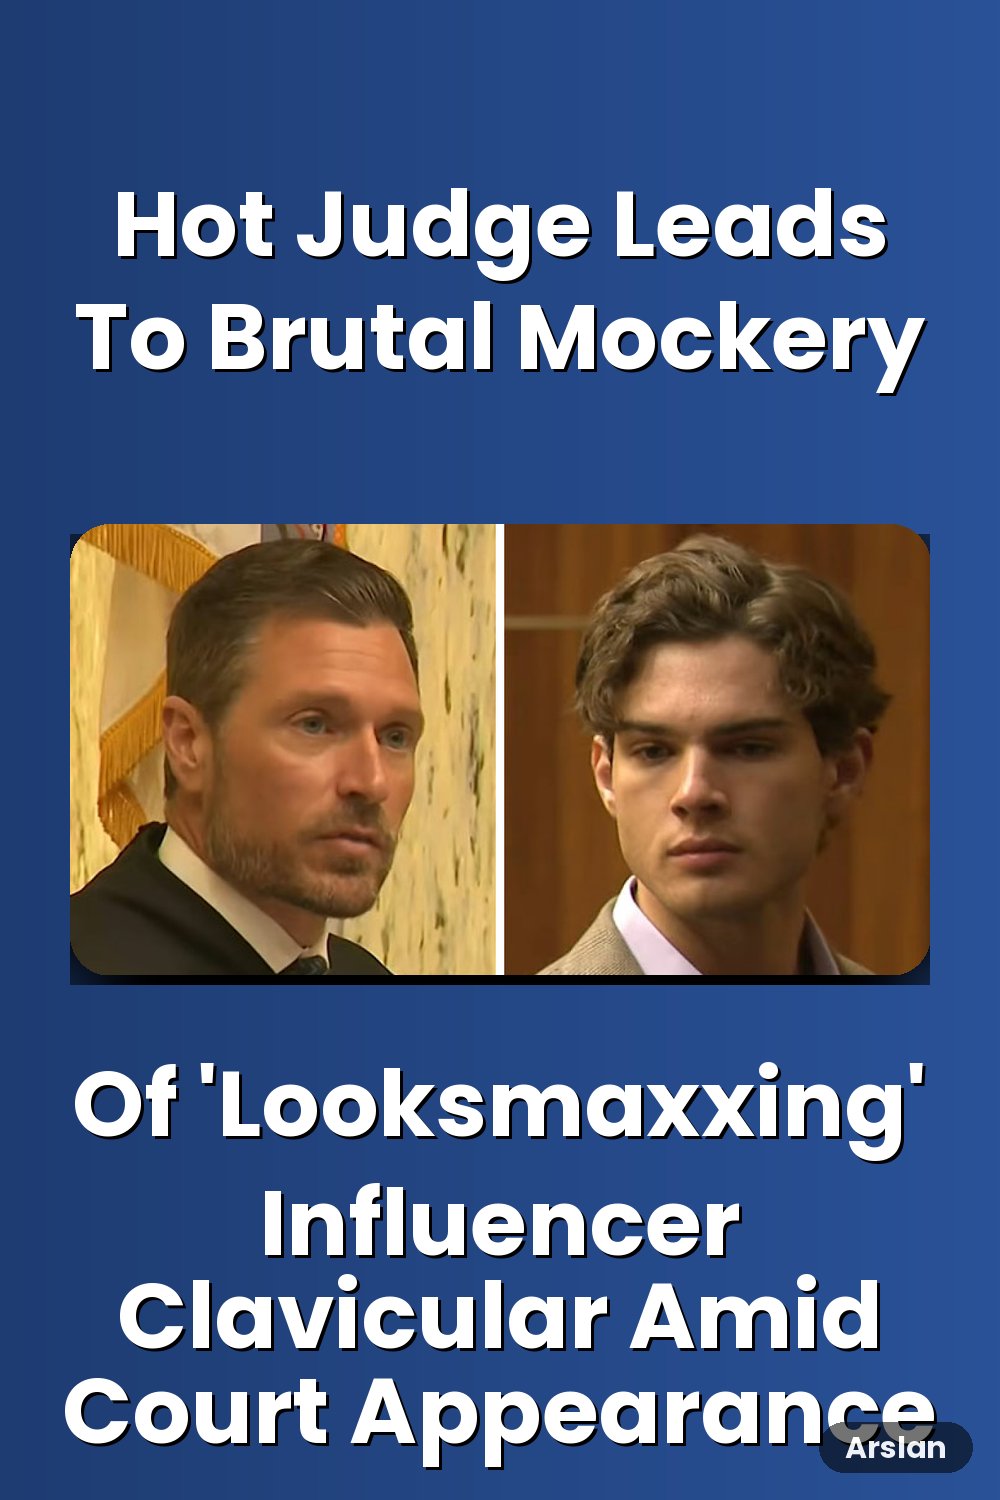 Hot Judge Leads
To Brutal Mockery
Of 'Looksmaxxing'
Influencer
Clavicular Amid
Court Appearance
Arslan